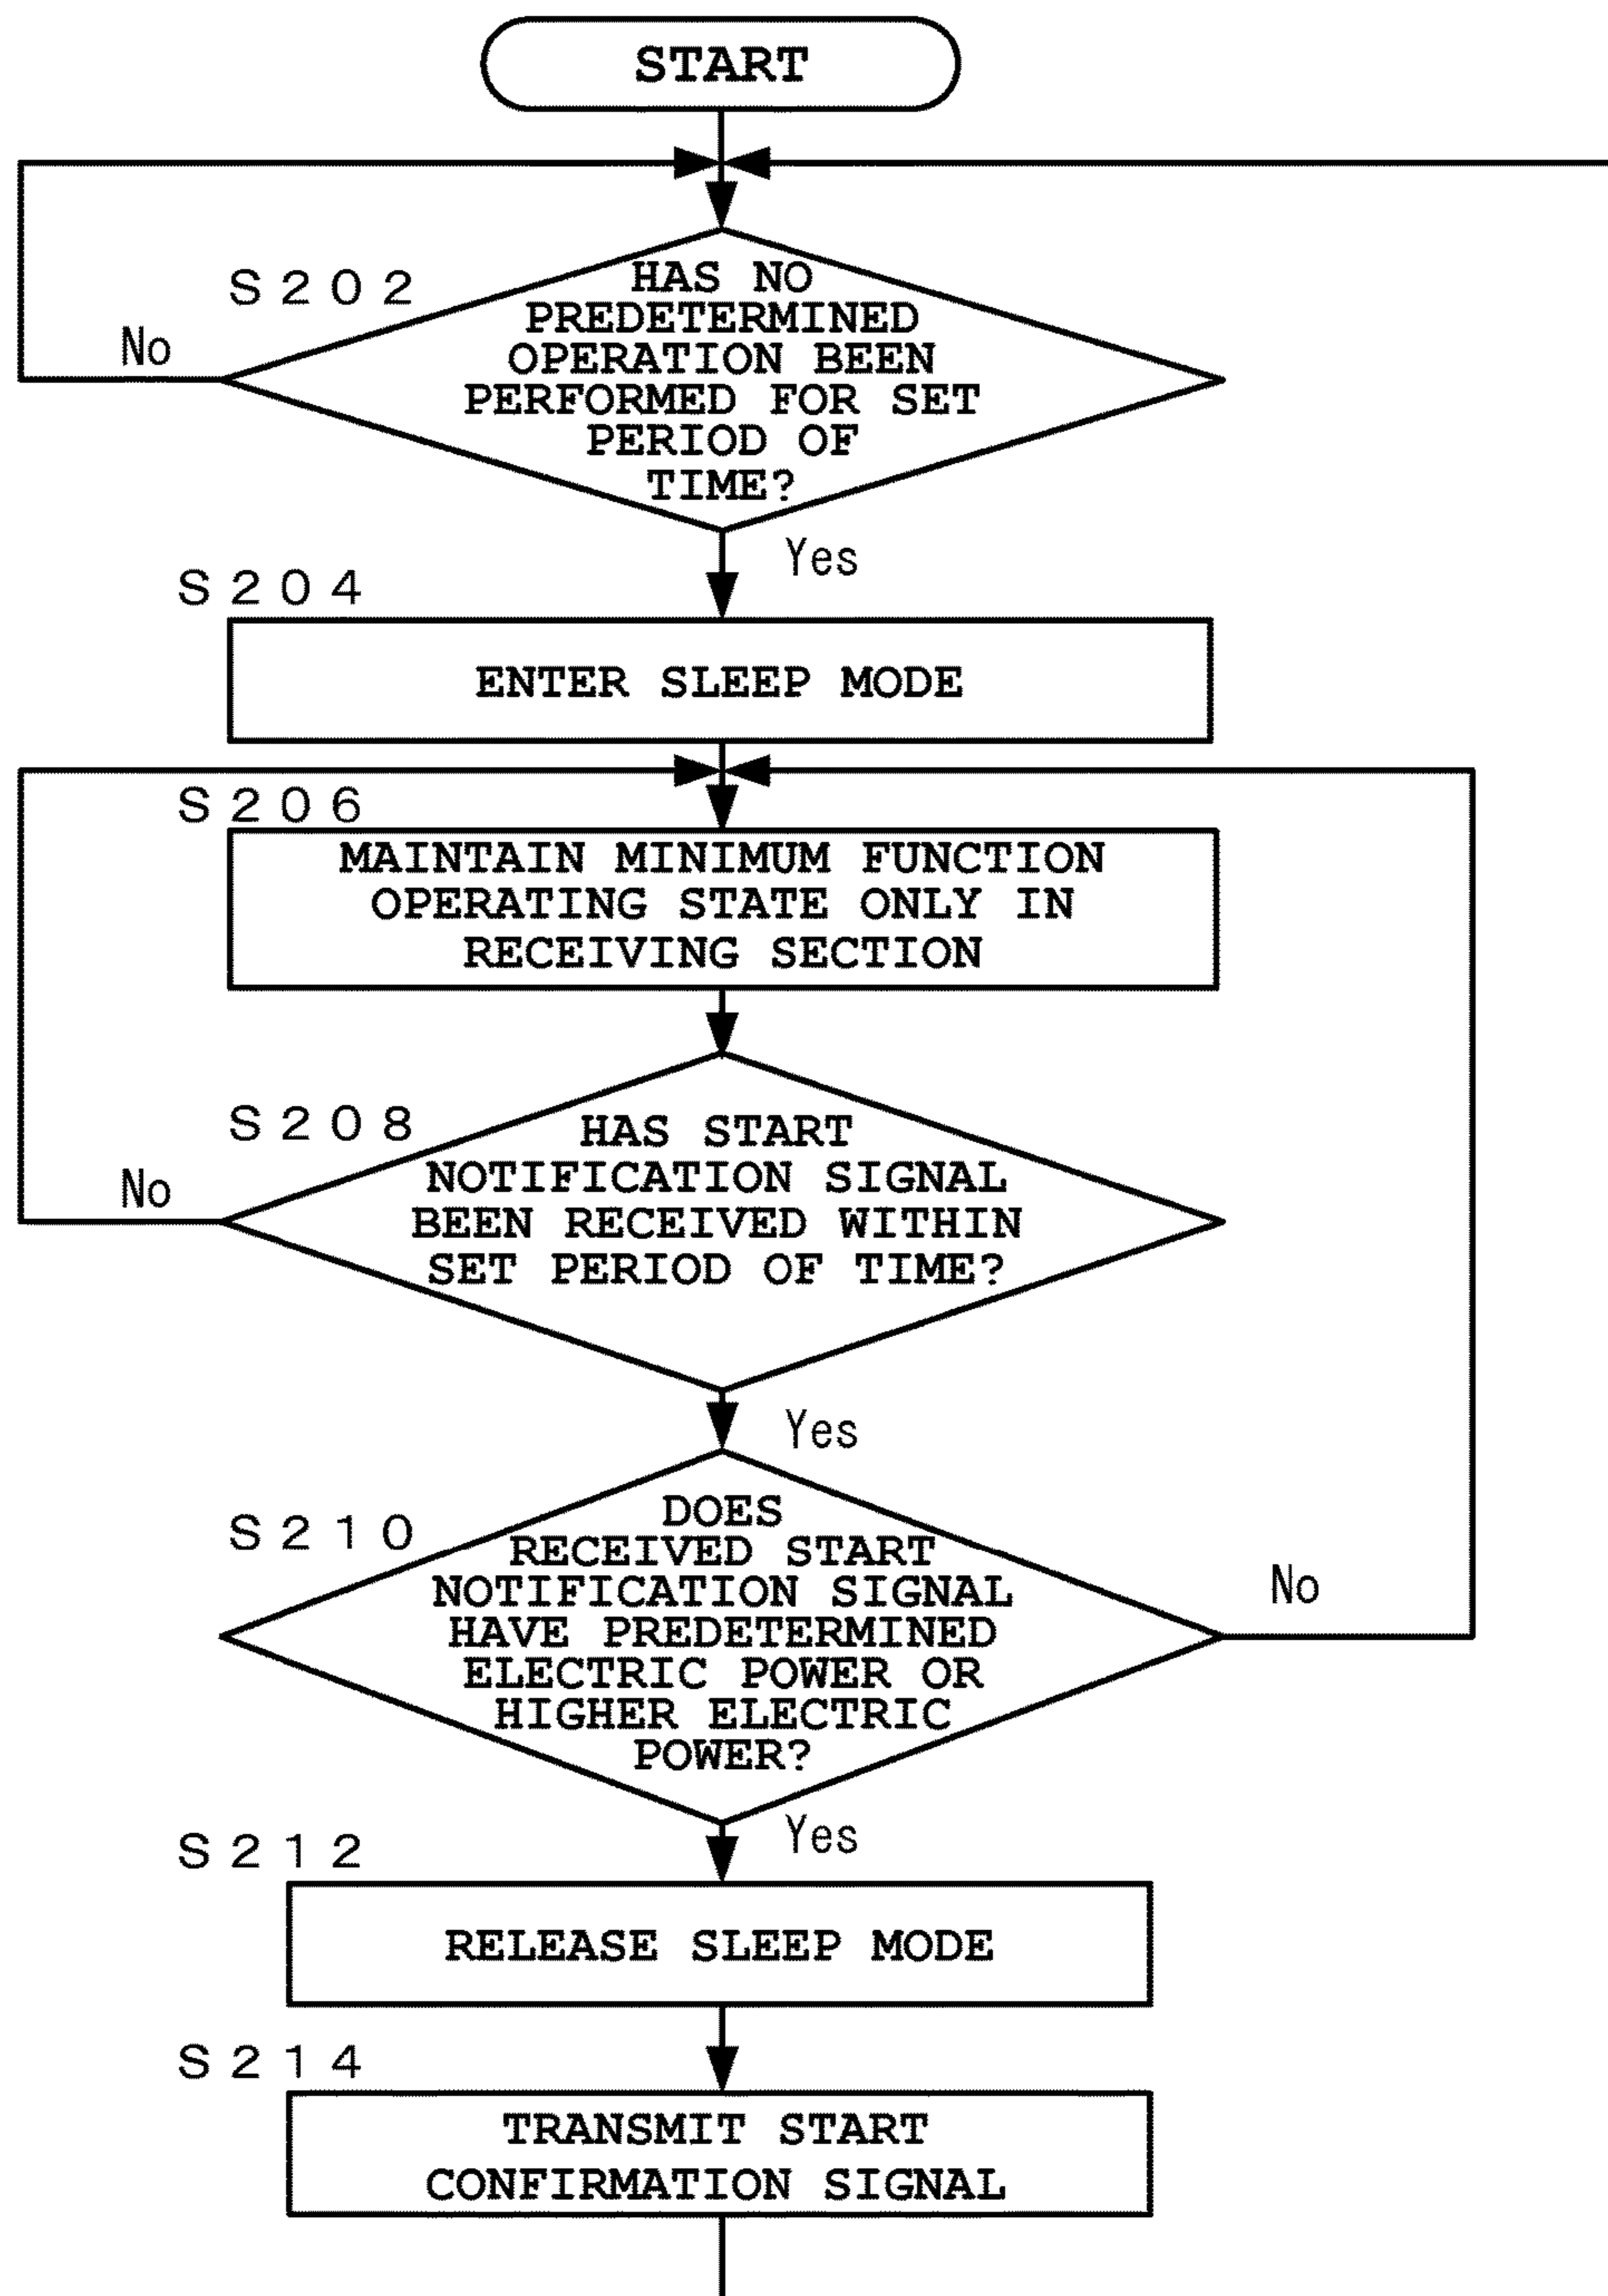 START
S202
HAS NO
PREDETERMINED
OPERATION BEEN
PERFORMED FOR SET
PERIOD OF
TIME?
No
Yes
S204
ENTER SLEEP MODE
S206
MAINTAIN MINIMUM FUNCTION
OPERATING STATE ONLY IN
RECEIVING SECTION
S208
HAS START
NOTIFICATION SIGNAL
BEEN RECEIVED WITHIN
SET PERIOD OF TIME?
No
Yes
S210
DOES
RECEIVED START
NOTIFICATION SIGNAL
HAVE PREDETERMINED
ELECTRIC POWER OR
HIGHER ELECTRIC
POWER?
No
Yes
S212
RELEASE SLEEP MODE
S214
TRANSMIT START
CONFIRMATION SIGNAL